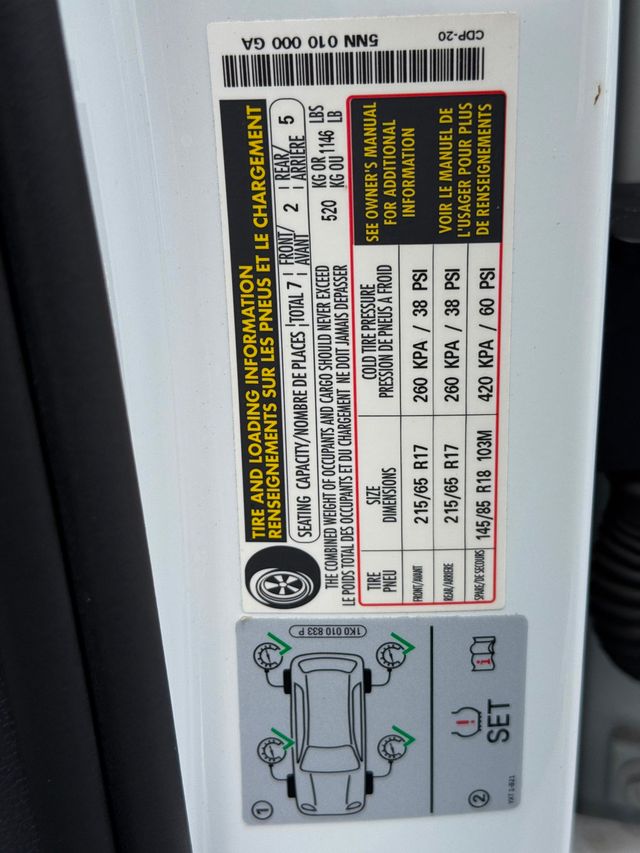 5NN 010 000 GA CDP-20
TIRE AND LOADING INFORMATION
RENSEIGNEMENTS SUR LES PNEUS ET LE CHARGEMENT
SEATING CAPACITY/NOMBRE DE PLACES TOTAL 7 FRONT/AVANT 2 REAR/ARRIÈRE 5
THE COMBINED WEIGHT OF OCCUPANTS AND CARGO SHOULD NEVER EXCEED 520 KG OR 1146 LBS
LE POIDS TOTAL DES OCCUPANTS ET DU CHARGEMENT NE DOIT JAMAIS DEPASSER KG OU LB
TIRE SIZE COLD TIRE PRESSURE
PNEU DIMENSIONS PRESSION DE PNEUS A FROID
FRONT/AVANT 215/65 R17 260 KPA / 38 PSI
REAR/ARRIERE 215/65 R17 260 KPA / 38 PSI
SPARE/DE SECOURS 145/85 R18 103M 420 KPA / 60 PSI
SEE OWNER'S MANUAL
FOR ADDITIONAL
INFORMATION
VOIR LE MANUEL DE
L'USAGER POUR PLUS
DE RENSEIGNEMENTS
1K0 010 833 P
1
2
SET
YXT 1-B21